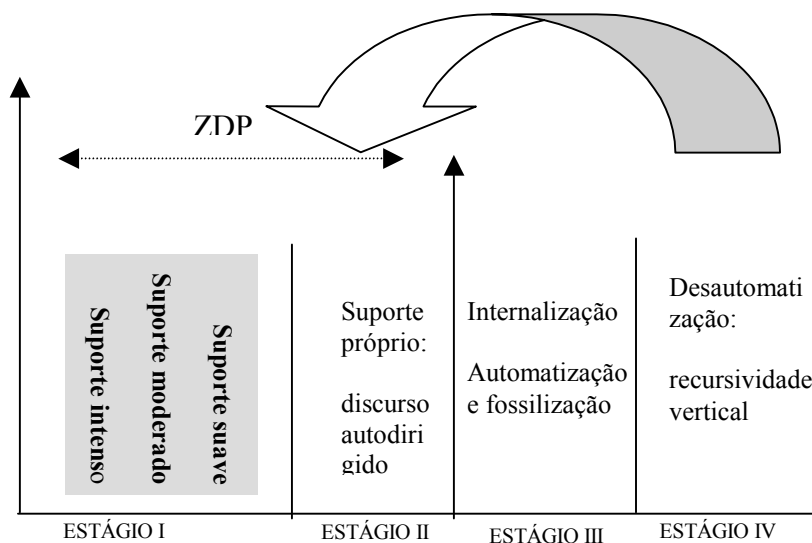 ZDP
Suporte intenso
Suporte moderado
Suporte suave
Suporte
próprio:
discurso
autodiri
gido
Internalização
Automatização
e fossilização
Desautomati
zação:
recursividade
vertical
ESTÁGIO I
ESTÁGIO II
ESTÁGIO III
ESTÁGIO IV